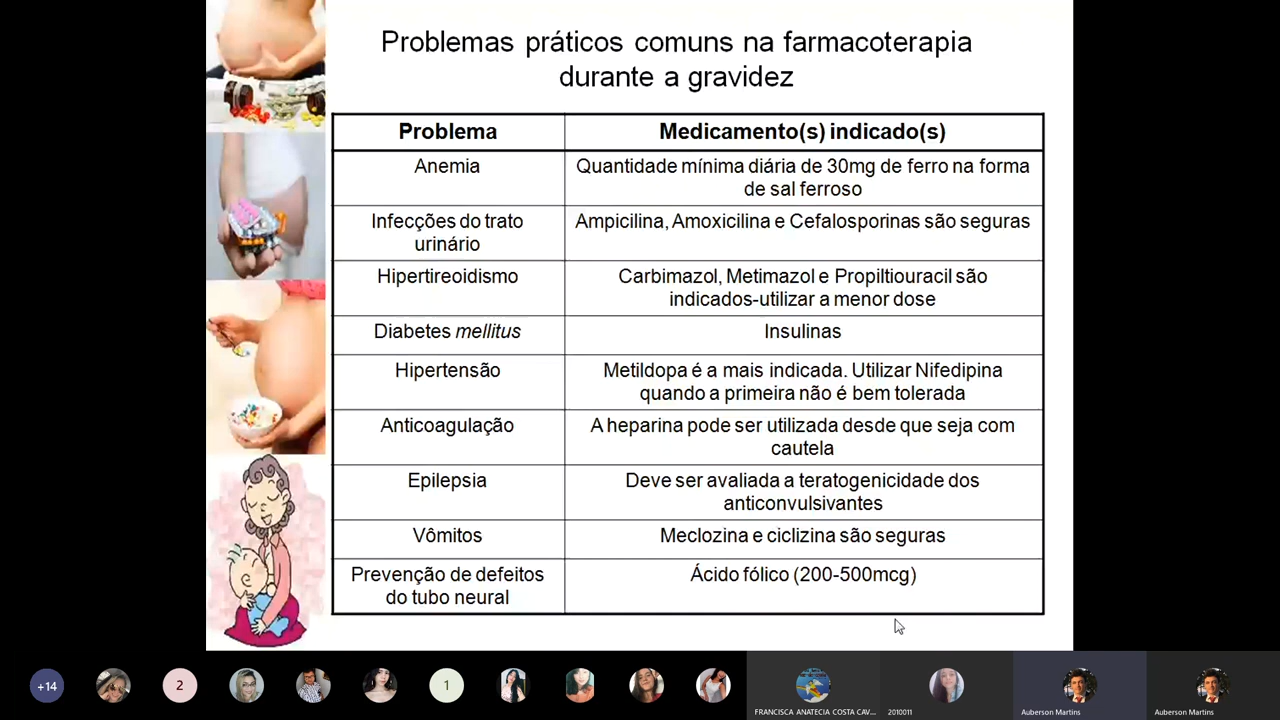 Problemas práticos comuns na farmacoterapia
durante a gravidez
Problema
Medicamento(s) indicado(s)
Anemia
Quantidade mínima diária de 30mg de ferro na forma
de sal ferroso
Infecções do trato
urinário
Ampicilina, Amoxicilina e Cefalosporinas são seguras
Hipertireoidismo
Carbimazol, Metimazol e Propiltiouracil são
indicados-utilizar a menor dose
Diabetes mellitus
Insulinas
Hipertensão
Metildopa é a mais indicada. Utilizar Nifedipina
quando a primeira não é bem tolerada
Anticoagulação
A heparina pode ser utilizada desde que seja com
cautela
Epilepsia
Deve ser avaliada a teratogenicidade dos
anticonvulsivantes
Vômitos
Meclozina e ciclizina são seguras
Prevenção de defeitos
do tubo neural
Ácido fólico (200-500mcg)
+14
2
1
FRANCISCA ANATECIA COSTA CAV...
2010011
Auberson Martins
Auberson Martins